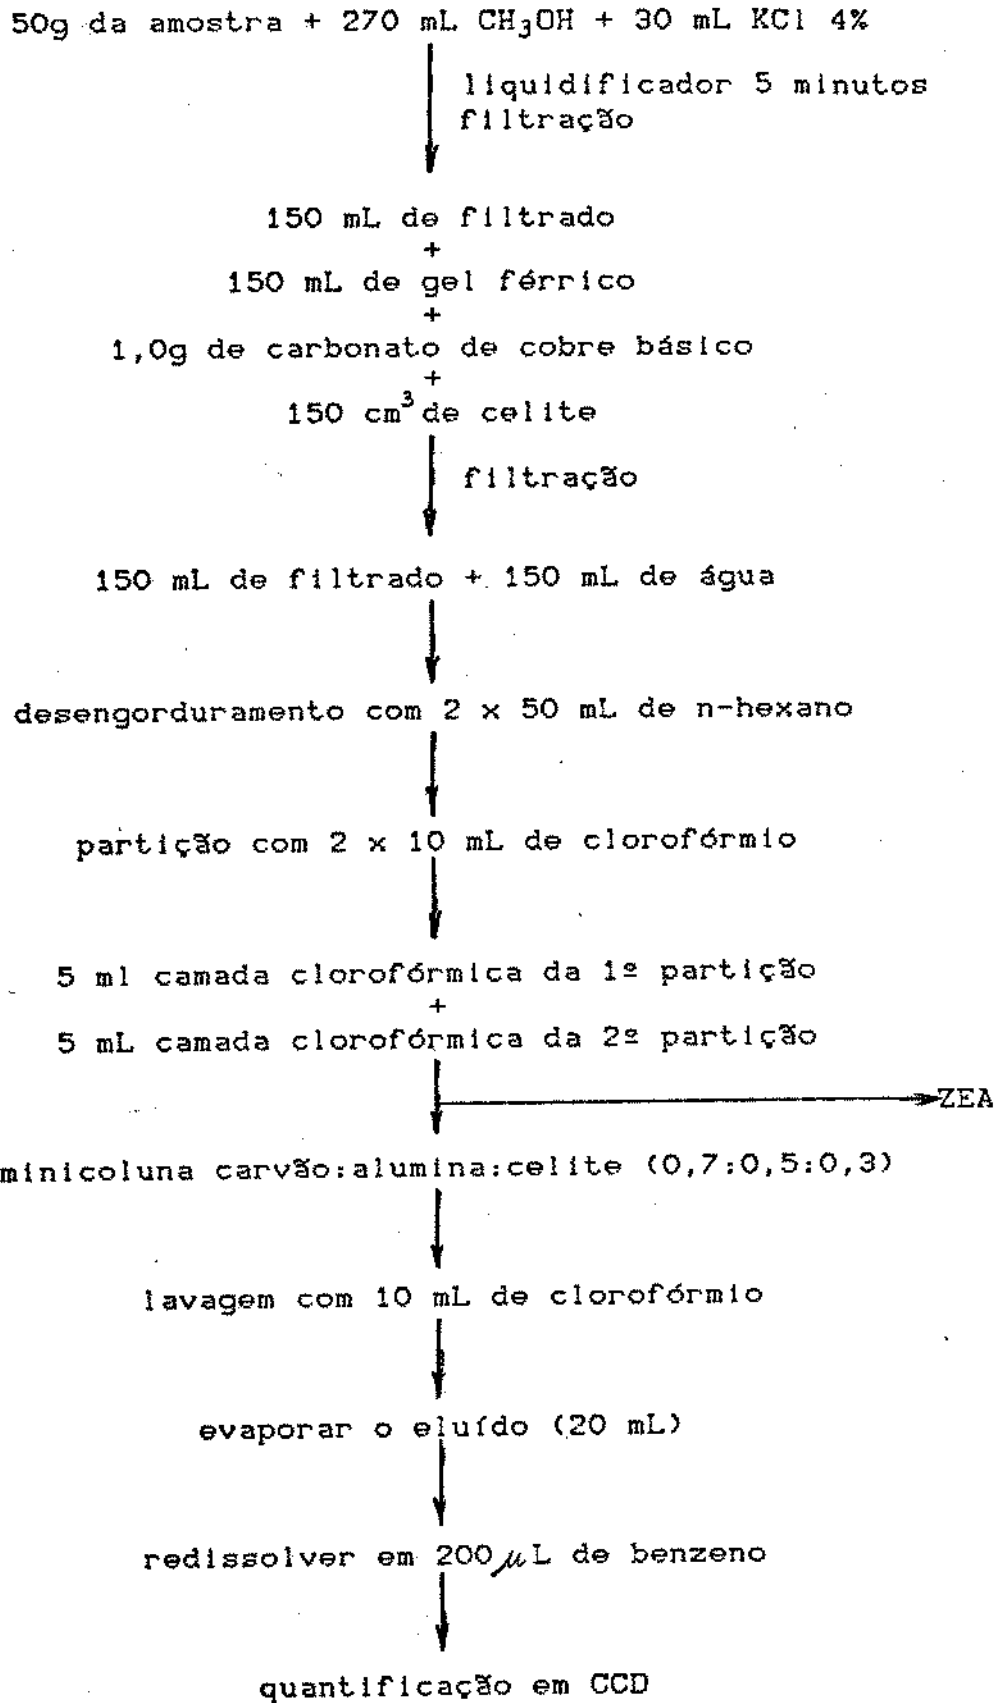 50g da amostra + 270 mL CH₃OH + 30 mL KCl 4%
liquidificador 5 minutos
filtração
150 mL de filtrado
+
150 mL de gel férrico
+
1,0g de carbonato de cobre básico
+
150 cm³ de celite
filtração
150 mL de filtrado + 150 mL de água
desengorduramento com 2 x 50 mL de n-hexano
partição com 2 x 10 mL de clorofórmio
5 ml camada clorofórmica da 1ª partição
+
5 mL camada clorofórmica da 2ª partição
ZEA
minicoluna carvão:alumina:celite (0,7:0,5:0,3)
lavagem com 10 mL de clorofórmio
evaporar o eluído (20 mL)
redissolver em 200 µL de benzeno
quantificação em CCD